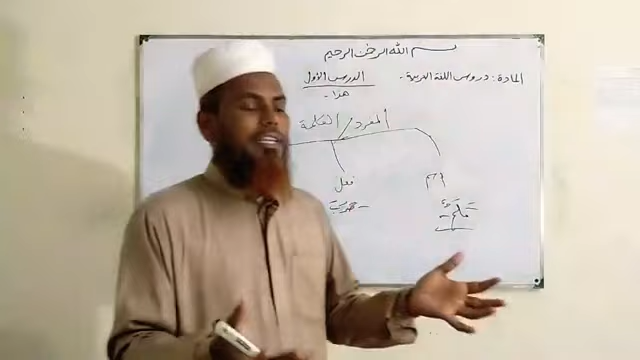 بسم الله الرحمن الرحيم
المادة: دروس اللغة العربية -
الدرس الأول
هذا -
المفرد / الكلمة
اسم
فعل